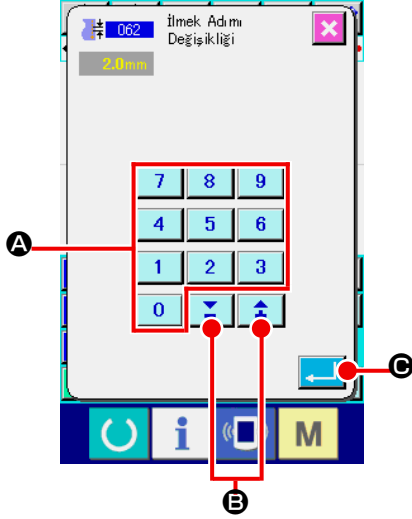 062 İlmek Adımı
Değişikliği
2.0mm
7 8 9
A
4 5 6
1 2 3
0
C
i M
B